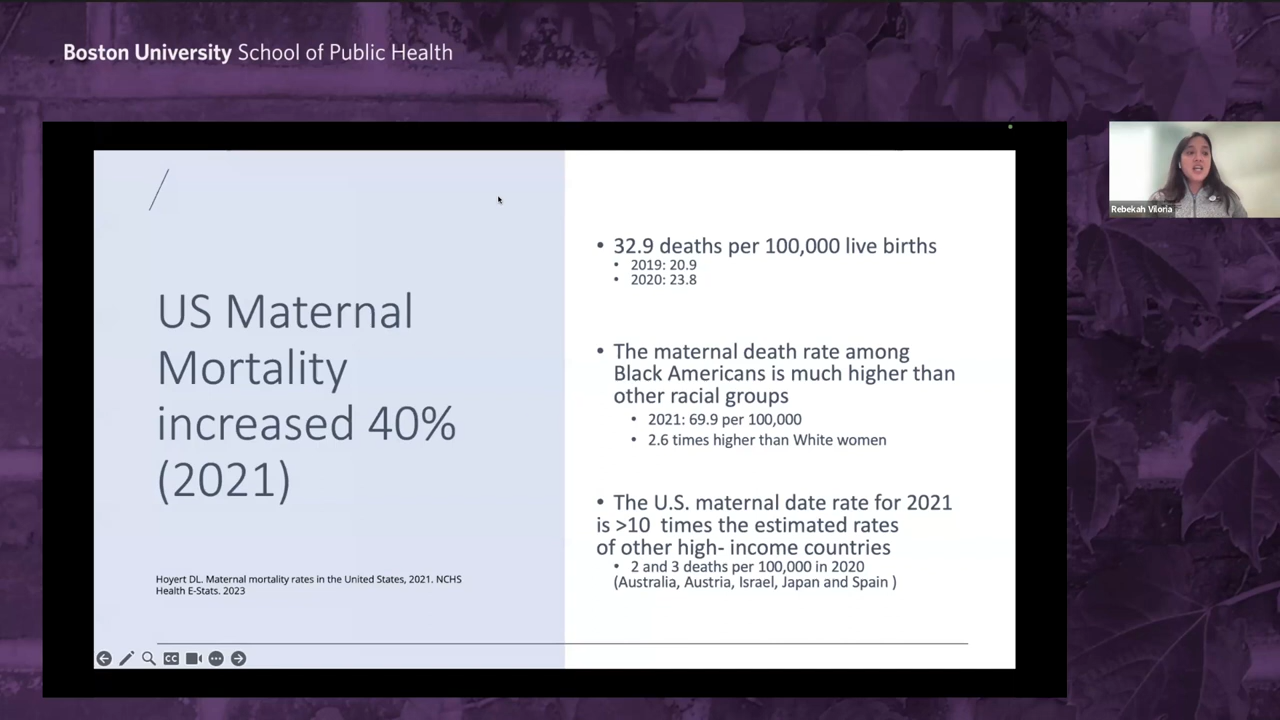 Boston University School of Public Health
US Maternal
Mortality
increased 40%
(2021)
Hoyert DL. Maternal mortality rates in the United States, 2021. NCHS
Health E-Stats. 2023
• 32.9 deaths per 100,000 live births
• 2019: 20.9
• 2020: 23.8
• The maternal death rate among
Black Americans is much higher than
other racial groups
• 2021: 69.9 per 100,000
• 2.6 times higher than White women
• The U.S. maternal date rate for 2021
is >10 times the estimated rates
of other high- income countries
• 2 and 3 deaths per 100,000 in 2020
(Australia, Austria, Israel, Japan and Spain )
CC
Rebekah Viloria